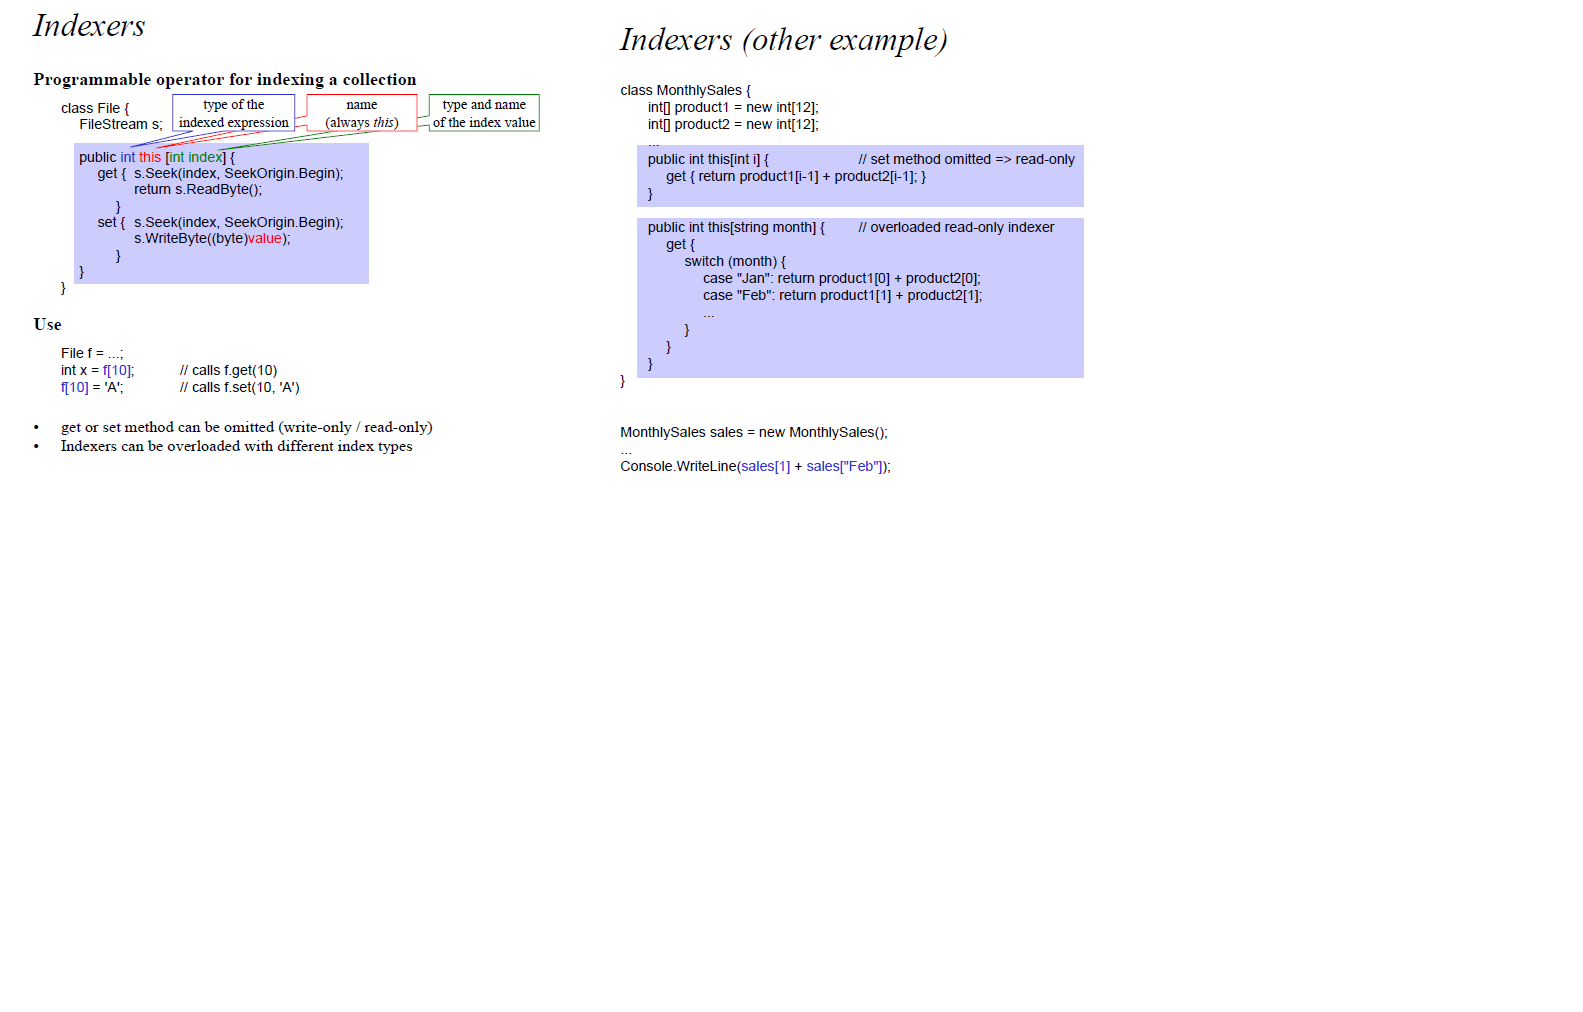 Indexers
Programmable operator for indexing a collection
class File {
FileStream s;
type of the
indexed expression
name
(always this)
type and name
of the index value
public int this [int index] {
get { s.Seek(index, SeekOrigin.Begin);
return s.ReadByte();
}
set { s.Seek(index, SeekOrigin.Begin);
s.WriteByte((byte)value);
}
}
}
Use
File f = ...;
int x = f[10]; // calls f.get(10)
f[10] = 'A'; // calls f.set(10, 'A')
• get or set method can be omitted (write-only / read-only)
• Indexers can be overloaded with different index types
Indexers (other example)
class MonthlySales {
int[] product1 = new int[12];
int[] product2 = new int[12];
...
public int this[int i] { // set method omitted => read-only
get { return product1[i-1] + product2[i-1]; }
}
public int this[string month] { // overloaded read-only indexer
get {
switch (month) {
case "Jan": return product1[0] + product2[0];
case "Feb": return product1[1] + product2[1];
...
}
}
}
}
MonthlySales sales = new MonthlySales();
...
Console.WriteLine(sales[1] + sales["Feb"]);